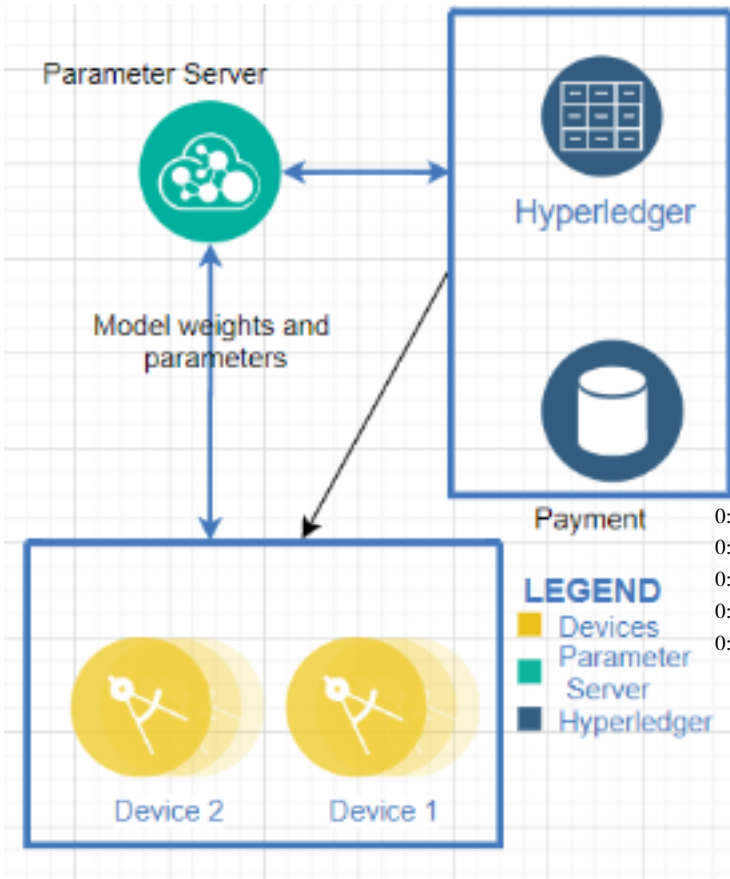 Parameter Server
Hyperledger
Model weights and
parameters
Payment
0:
0:
0:
0:
0:
LEGEND
Devices
Parameter
Server
Hyperledger
Device 2
Device 1